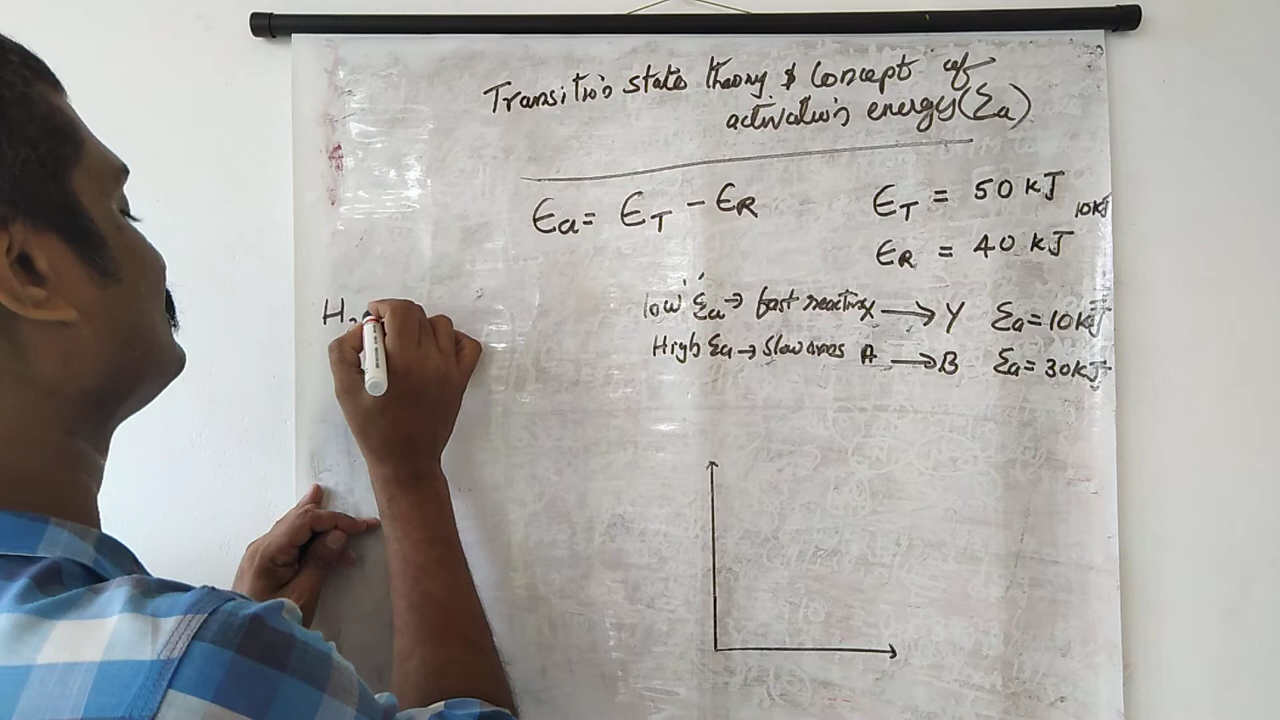 Transition state theory & Concept of
activation energy (Ea)
Ea = ET - ER
ET = 50 kJ
10kJ
ER = 40 kJ
low Ea → fast reaction
X → Y Ea = 10kJ
High Ea → Slow
A → B Ea = 30kJ
H2